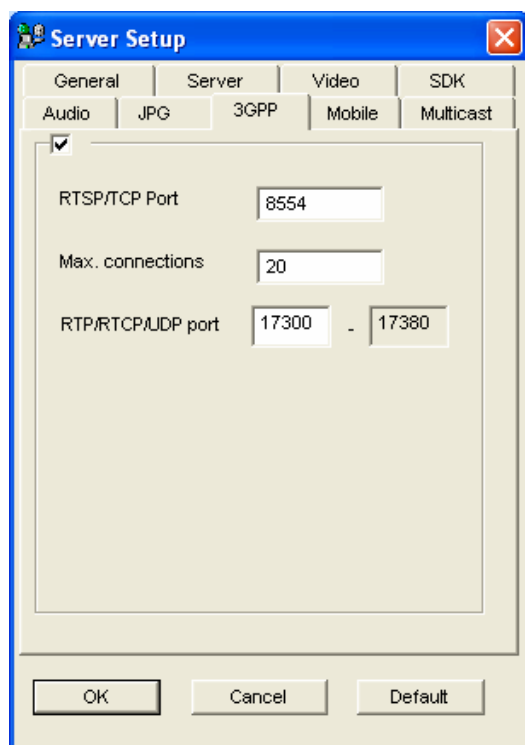 Server Setup
General Server Video SDK
Audio JPG 3GPP Mobile Multicast
RTSP/TCP Port 8554
Max. connections 20
RTP/RTCP/UDP port 17300 - 17380
OK Cancel Default